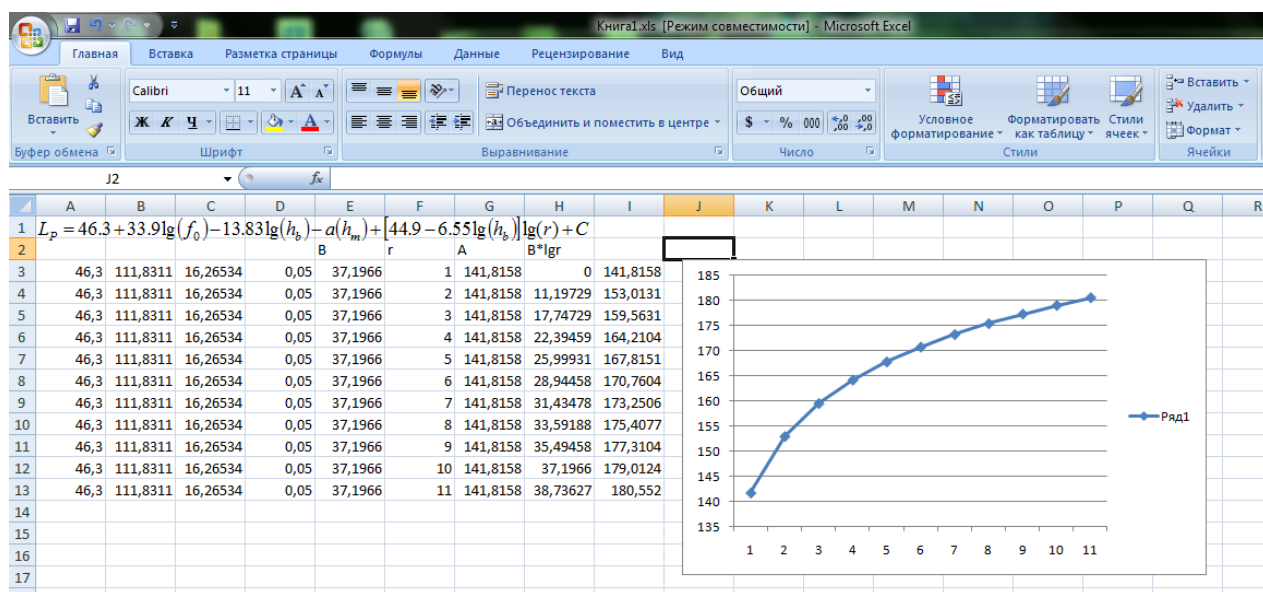 Книга1.xls [Режим совместимости] - Microsoft Excel
Главная Вставка Разметка страницы Формулы Данные Рецензирование Вид
Calibri 11 A A Перенос текста Общий Вставить
Вставить Ж К Ч A Объединить и поместить в центре $ % 000 ,0 ,00 ,00 ,0 Условное форматирование Форматировать как таблицу Стили ячеек Удалить
Формат
Буфер обмена Шрифт Выравнивание Число Стили Ячейки
J2 fx
A B C D E F G H I J K L M N O P Q R
1 L_P = 46.3+33.9lg(f_0)−13.83lg(h_b)−a(h_m)+[44.9−6.55lg(h_b)]lg(r)+C
2 B r A B*lgr
3 46,3 111,8311 16,26534 0,05 37,1966 1 141,8158 0 141,8158
4 46,3 111,8311 16,26534 0,05 37,1966 2 141,8158 11,19729 153,0131
5 46,3 111,8311 16,26534 0,05 37,1966 3 141,8158 17,74729 159,5631
6 46,3 111,8311 16,26534 0,05 37,1966 4 141,8158 22,39459 164,2104
7 46,3 111,8311 16,26534 0,05 37,1966 5 141,8158 25,99931 167,8151
8 46,3 111,8311 16,26534 0,05 37,1966 6 141,8158 28,94458 170,7604
9 46,3 111,8311 16,26534 0,05 37,1966 7 141,8158 31,43478 173,2506
10 46,3 111,8311 16,26534 0,05 37,1966 8 141,8158 33,59188 175,4077
11 46,3 111,8311 16,26534 0,05 37,1966 9 141,8158 35,49458 177,3104
12 46,3 111,8311 16,26534 0,05 37,1966 10 141,8158 37,1966 179,0124
13 46,3 111,8311 16,26534 0,05 37,1966 11 141,8158 38,73627 180,552
14
15
16
17
185
180
175
170
165
160
155
150
145
140
135
1 2 3 4 5 6 7 8 9 10 11
Ряд1